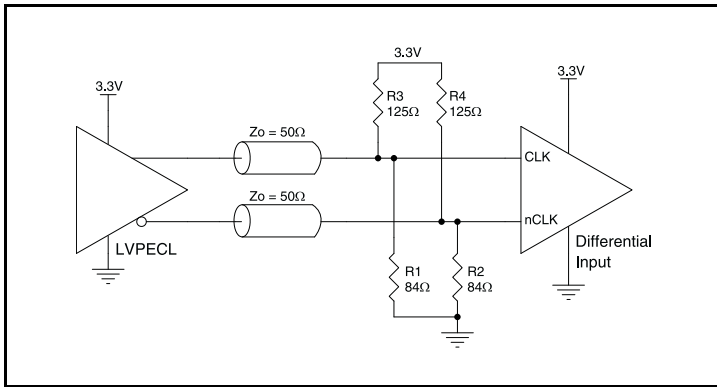 3.3V
3.3V
3.3V
R3
125Ω
R4
125Ω
Zo = 50Ω
CLK
Zo = 50Ω
nCLK
LVPECL
Differential
Input
R1
84Ω
R2
84Ω